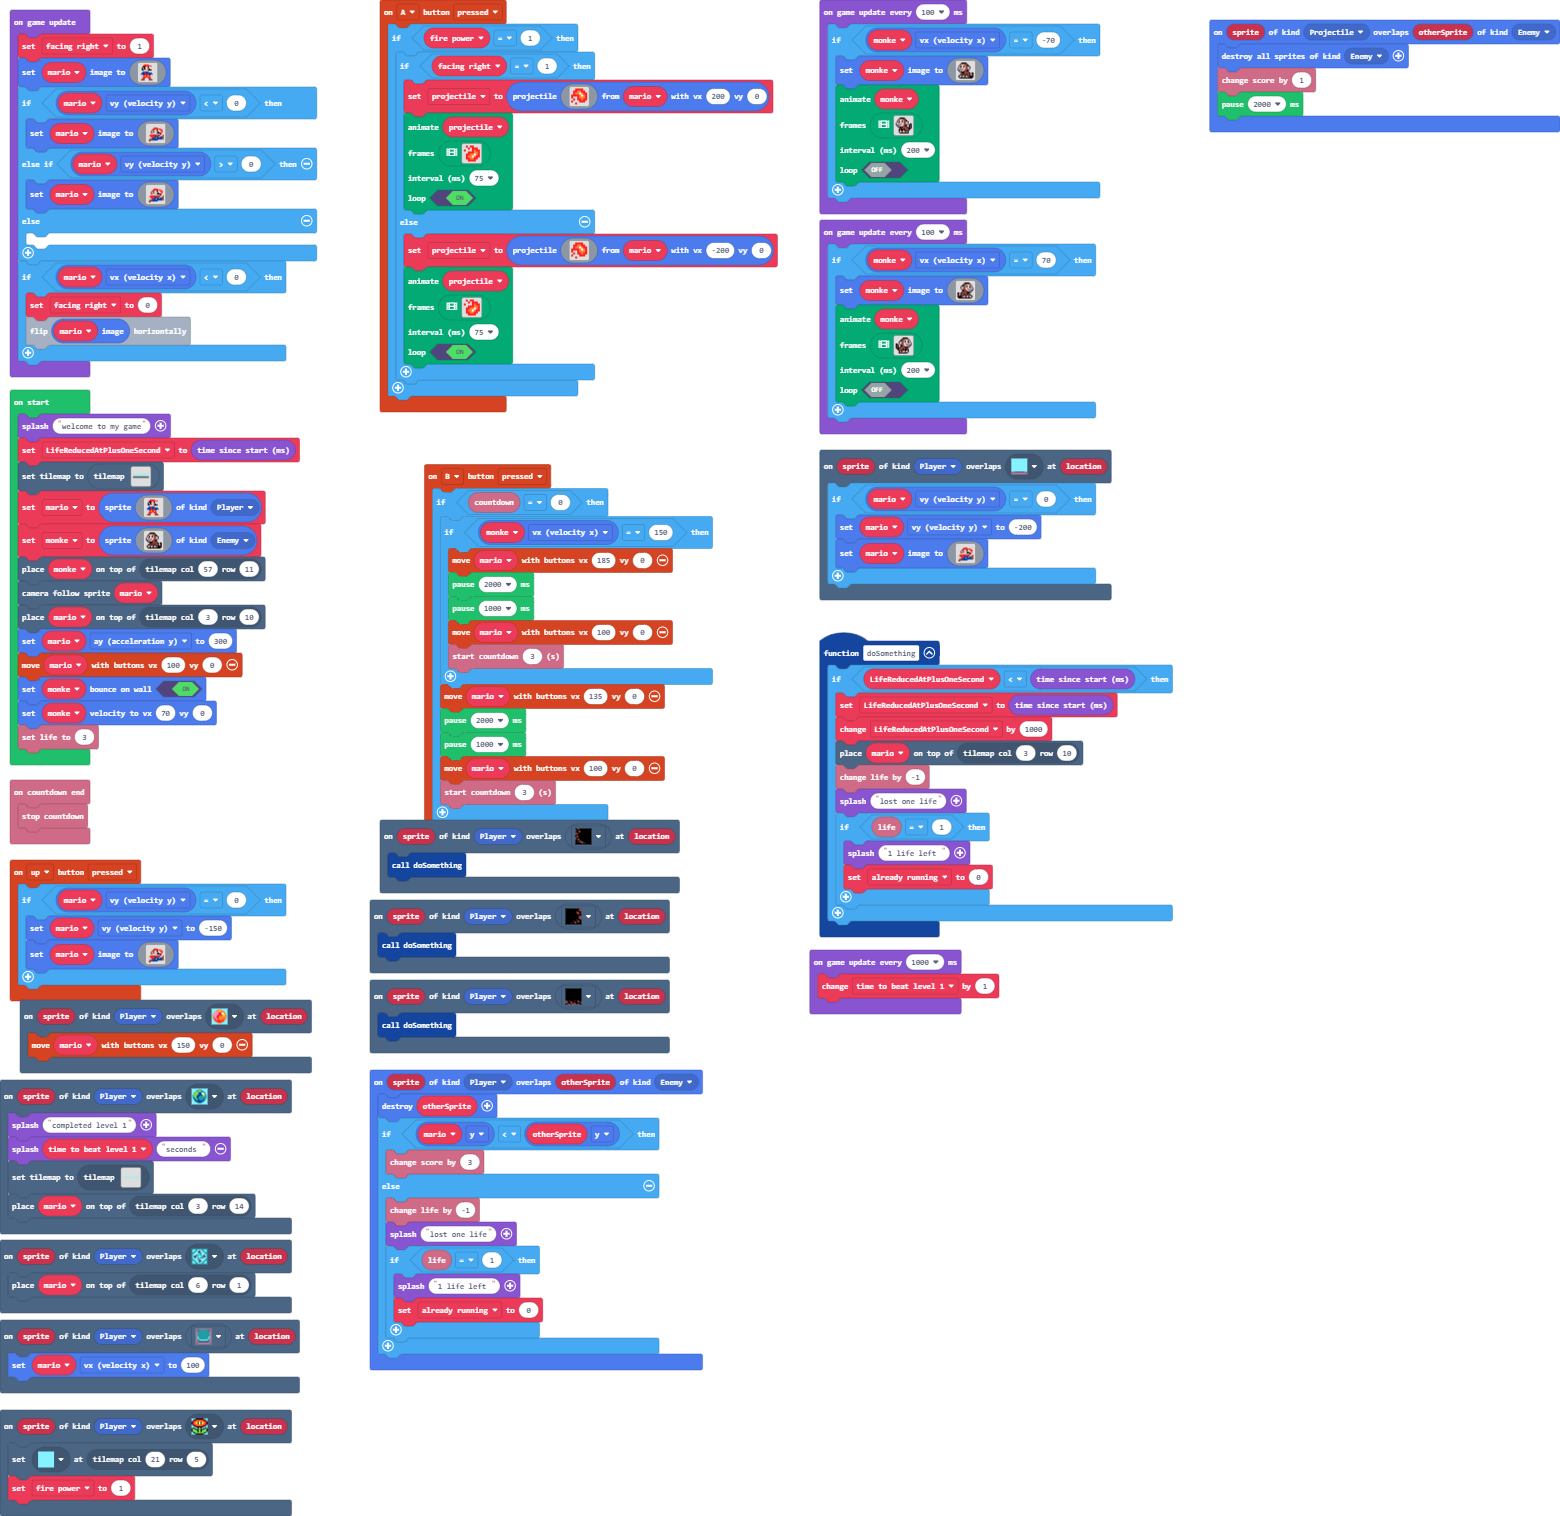 on game update
set facing right to 1
set mario image to
if mario vy (velocity y) < 0 then
set mario image to
else if mario vy (velocity y) > 0 then
set mario image to
else
if mario vx (velocity x) < 0 then
set facing right to 0
flip mario image horizontally
on start
splash "welcome to my game"
set LifeReducedAtPlusOneSecond to time since start (ms)
set tilemap to tilemap
set mario to sprite of kind Player
set monke to sprite of kind Enemy
place monke on top of tilemap col 57 row 11
camera follow sprite mario
place mario on top of tilemap col 3 row 10
set mario ay (acceleration y) to 300
move mario with buttons vx 100 vy 0
set monke bounce on wall ON
set monke velocity to vx 70 vy 0
set life to 3
on countdown end
stop countdown
on up button pressed
if mario vy (velocity y) = 0 then
set mario vy (velocity y) to -150
set mario image to
on sprite of kind Player overlaps at location
move mario with buttons vx 150 vy 0
on sprite of kind Player overlaps at location
splash "completed level 1"
splash time to beat level 1 "seconds "
set tilemap to tilemap
place mario on top of tilemap col 3 row 14
on sprite of kind Player overlaps at location
place mario on top of tilemap col 6 row 1
on sprite of kind Player overlaps at location
set mario vx (velocity x) to 100
on sprite of kind Player overlaps at location
set at tilemap col 21 row 5
set fire power to 1
on A button pressed
if fire power = 1 then
if facing right = 1 then
set projectile to projectile from mario with vx 200 vy 0
animate projectile
frames
interval (ms) 75
loop ON
else
set projectile to projectile from mario with vx -200 vy 0
animate projectile
frames
interval (ms) 75
loop ON
on B button pressed
if countdown = 0 then
if monke vx (velocity x) = 150 then
move mario with buttons vx 185 vy 0
pause 2000 ms
pause 1000 ms
move mario with buttons vx 100 vy 0
start countdown 3 (s)
move mario with buttons vx 135 vy 0
pause 2000 ms
pause 1000 ms
move mario with buttons vx 100 vy 0
start countdown 3 (s)
on sprite of kind Player overlaps at location
call doSomething
on sprite of kind Player overlaps at location
call doSomething
on sprite of kind Player overlaps at location
call doSomething
on sprite of kind Player overlaps otherSprite of kind Enemy
destroy otherSprite
if mario y < otherSprite y then
change score by 3
else
change life by -1
splash "lost one life"
if life = 1 then
splash "1 life left "
set already running to 0
on game update every 100 ms
if monke vx (velocity x) = -70 then
set monke image to
animate monke
frames
interval (ms) 200
loop OFF
on game update every 100 ms
if monke vx (velocity x) = 70 then
set monke image to
animate monke
frames
interval (ms) 200
loop OFF
on sprite of kind Player overlaps at location
if mario vy (velocity y) = 0 then
set mario vy (velocity y) to -200
set mario image to
function doSomething
if LifeReducedAtPlusOneSecond < time since start (ms) then
set LifeReducedAtPlusOneSecond to time since start (ms)
change LifeReducedAtPlusOneSecond by 1000
place mario on top of tilemap col 3 row 10
change life by -1
splash "lost one life"
if life = 1 then
splash "1 life left "
set already running to 0
on game update every 1000 ms
change time to beat level 1 by 1
on sprite of kind Projectile overlaps otherSprite of kind Enemy
destroy all sprites of kind Enemy
change score by 1
pause 2000 ms